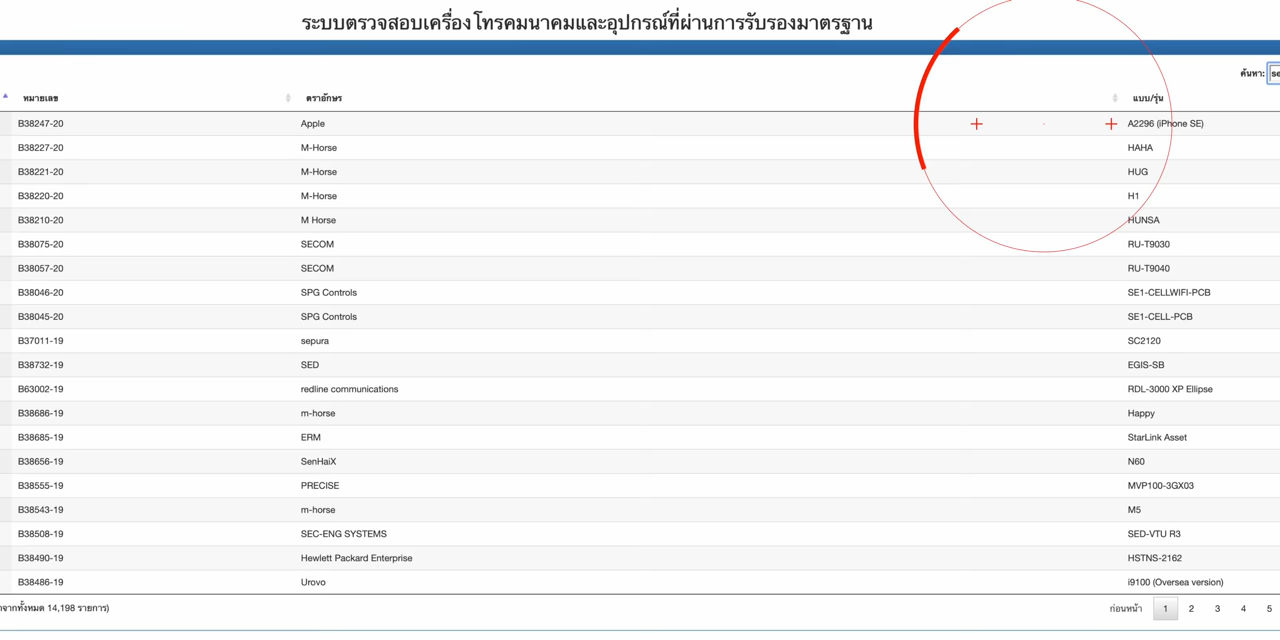 ระบบตรวจสอบเครื่องโทรคมนาคมและอุปกรณ์ที่ผ่านการรับรองมาตรฐาน
ค้นหา: se
หมายเลข ตราอักษร แบบ/รุ่น
B38247-20 Apple A2296 (iPhone SE)
B38227-20 M-Horse HAHA
B38221-20 M-Horse HUG
B38220-20 M-Horse H1
B38210-20 M Horse HUNSA
B38075-20 SECOM RU-T9030
B38057-20 SECOM RU-T9040
B38046-20 SPG Controls SE1-CELLWIFI-PCB
B38045-20 SPG Controls SE1-CELL-PCB
B37011-19 sepura SC2120
B38732-19 SED EGIS-SB
B63002-19 redline communications RDL-3000 XP Ellipse
B38686-19 m-horse Happy
B38685-19 ERM StarLink Asset
B38656-19 SenHaiX N60
B38555-19 PRECISE MVP100-3GX03
B38543-19 m-horse M5
B38508-19 SEC-ENG SYSTEMS SED-VTU R3
B38490-19 Hewlett Packard Enterprise HSTNS-2162
B38486-19 Urovo i9100 (Oversea version)
จากทั้งหมด 14,198 รายการ) ก่อนหน้า 1 2 3 4 5